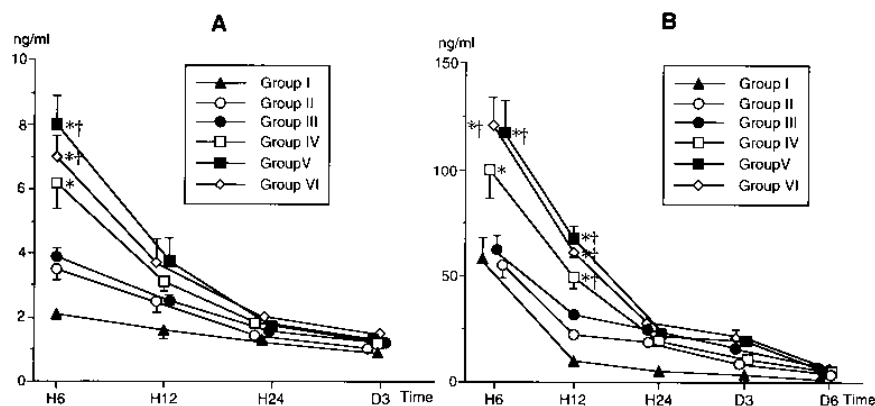 A
ng/ml
10
8
6
4
2
0
Group I
Group II
Group III
Group IV
GroupV
Group VI
*†
*†
*
H6 H12 H24 D3 Time
B
ng/ml
150
100
50
0
Group I
Group II
Group III
Group IV
GroupV
Group VI
*† *†
*
*†
*†
*†
H6 H12 H24 D3 D6 Time